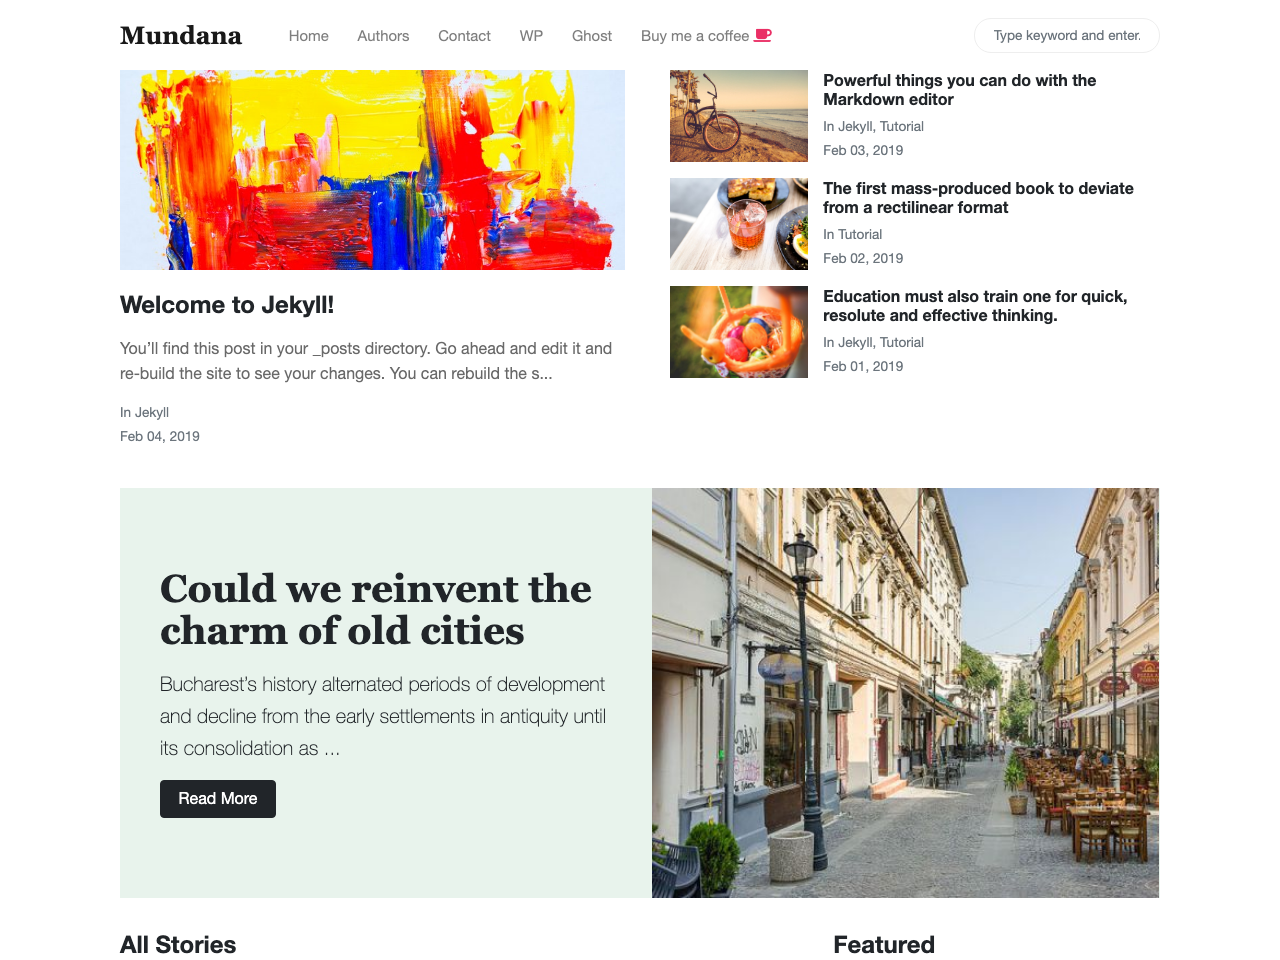 Mundana
Home
Authors
Contact
WP
Ghost
Buy me a coffee
Type keyword and enter.
Welcome to Jekyll!
You’ll find this post in your _posts directory. Go ahead and edit it and
re-build the site to see your changes. You can rebuild the s...
In Jekyll
Feb 04, 2019
Powerful things you can do with the
Markdown editor
In Jekyll, Tutorial
Feb 03, 2019
The first mass-produced book to deviate
from a rectilinear format
In Tutorial
Feb 02, 2019
Education must also train one for quick,
resolute and effective thinking.
In Jekyll, Tutorial
Feb 01, 2019
Could we reinvent the
charm of old cities
Bucharest’s history alternated periods of development
and decline from the early settlements in antiquity until
its consolidation as ...
Read More
All Stories
Featured